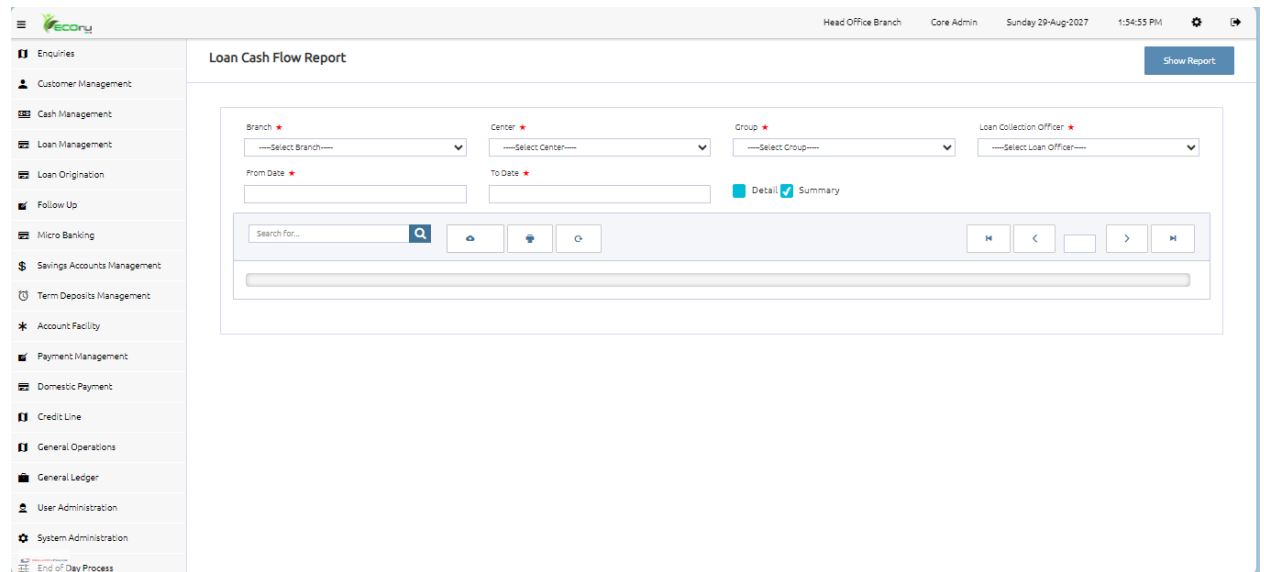 ecory
Head Office Branch Core Admin Sunday 29-Aug-2027 1:54:55 PM
Enquiries
Customer Management
Cash Management
Loan Management
Loan Origination
Follow Up
Micro Banking
Savings Accounts Management
Term Deposits Management
Account Facility
Payment Management
Domestic Payment
Credit Line
General Operations
General Ledger
User Administration
System Administration
End of Day Process
Loan Cash Flow Report
Show Report
Branch ★ Center ★ Group ★ Loan Collection Officer ★
-----Select Branch----- -----Select Center----- -----Select Group----- -----Select Loan Officer-----
From Date ★ To Date ★
Detail Summary
Search for...